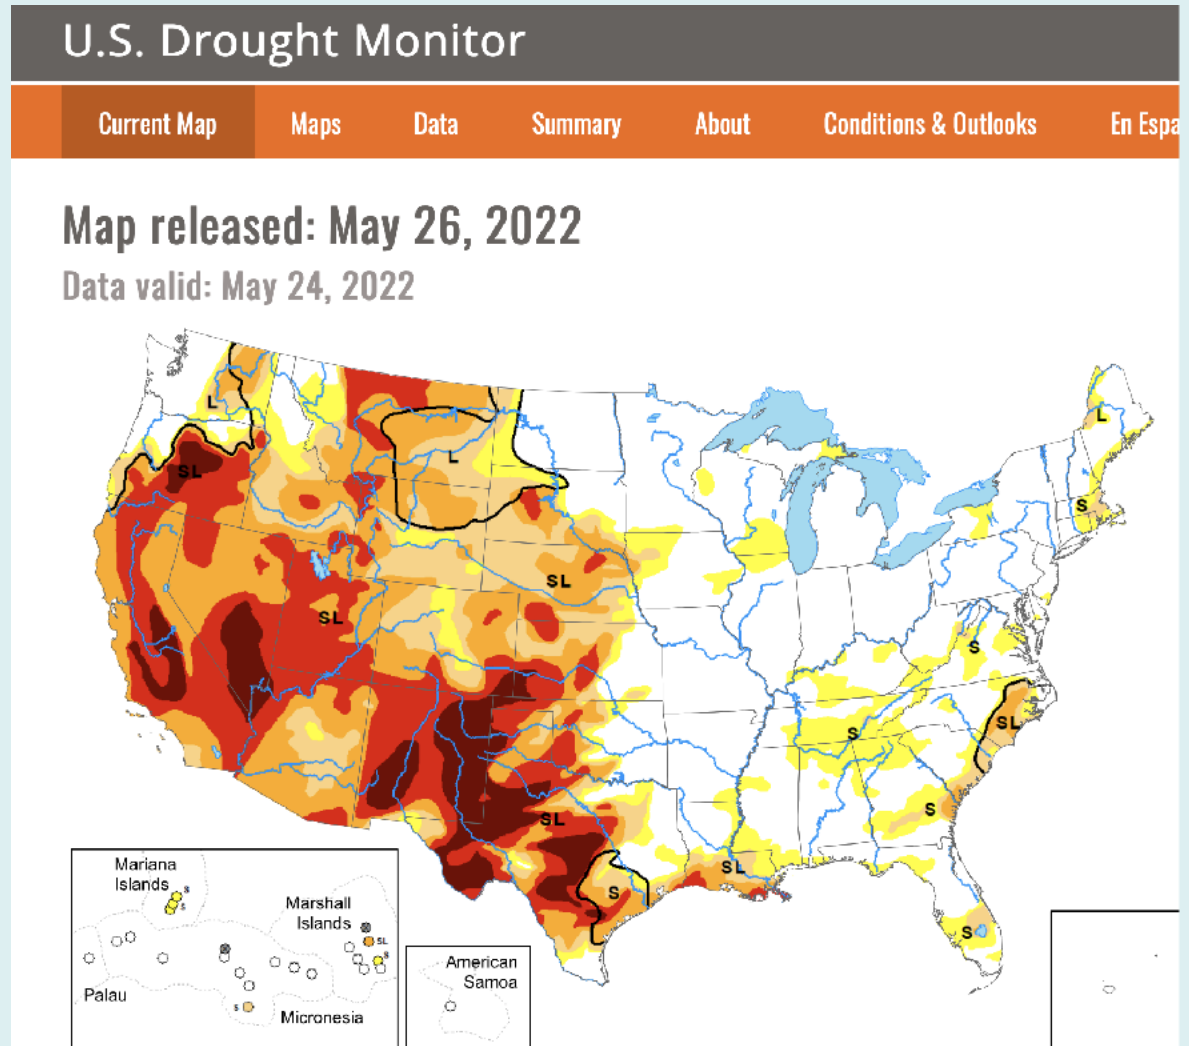 U.S. Drought Monitor
Current Map Maps Data Summary About Conditions & Outlooks En Espa
Map released: May 26, 2022
Data valid: May 24, 2022
L
L
SL
L
S
SL
SL
S
SL
S
S
SL
SL
S
S
Mariana
Islands
S
S
Marshall
Islands
SL
S
Palau
S
Micronesia
American
Samoa